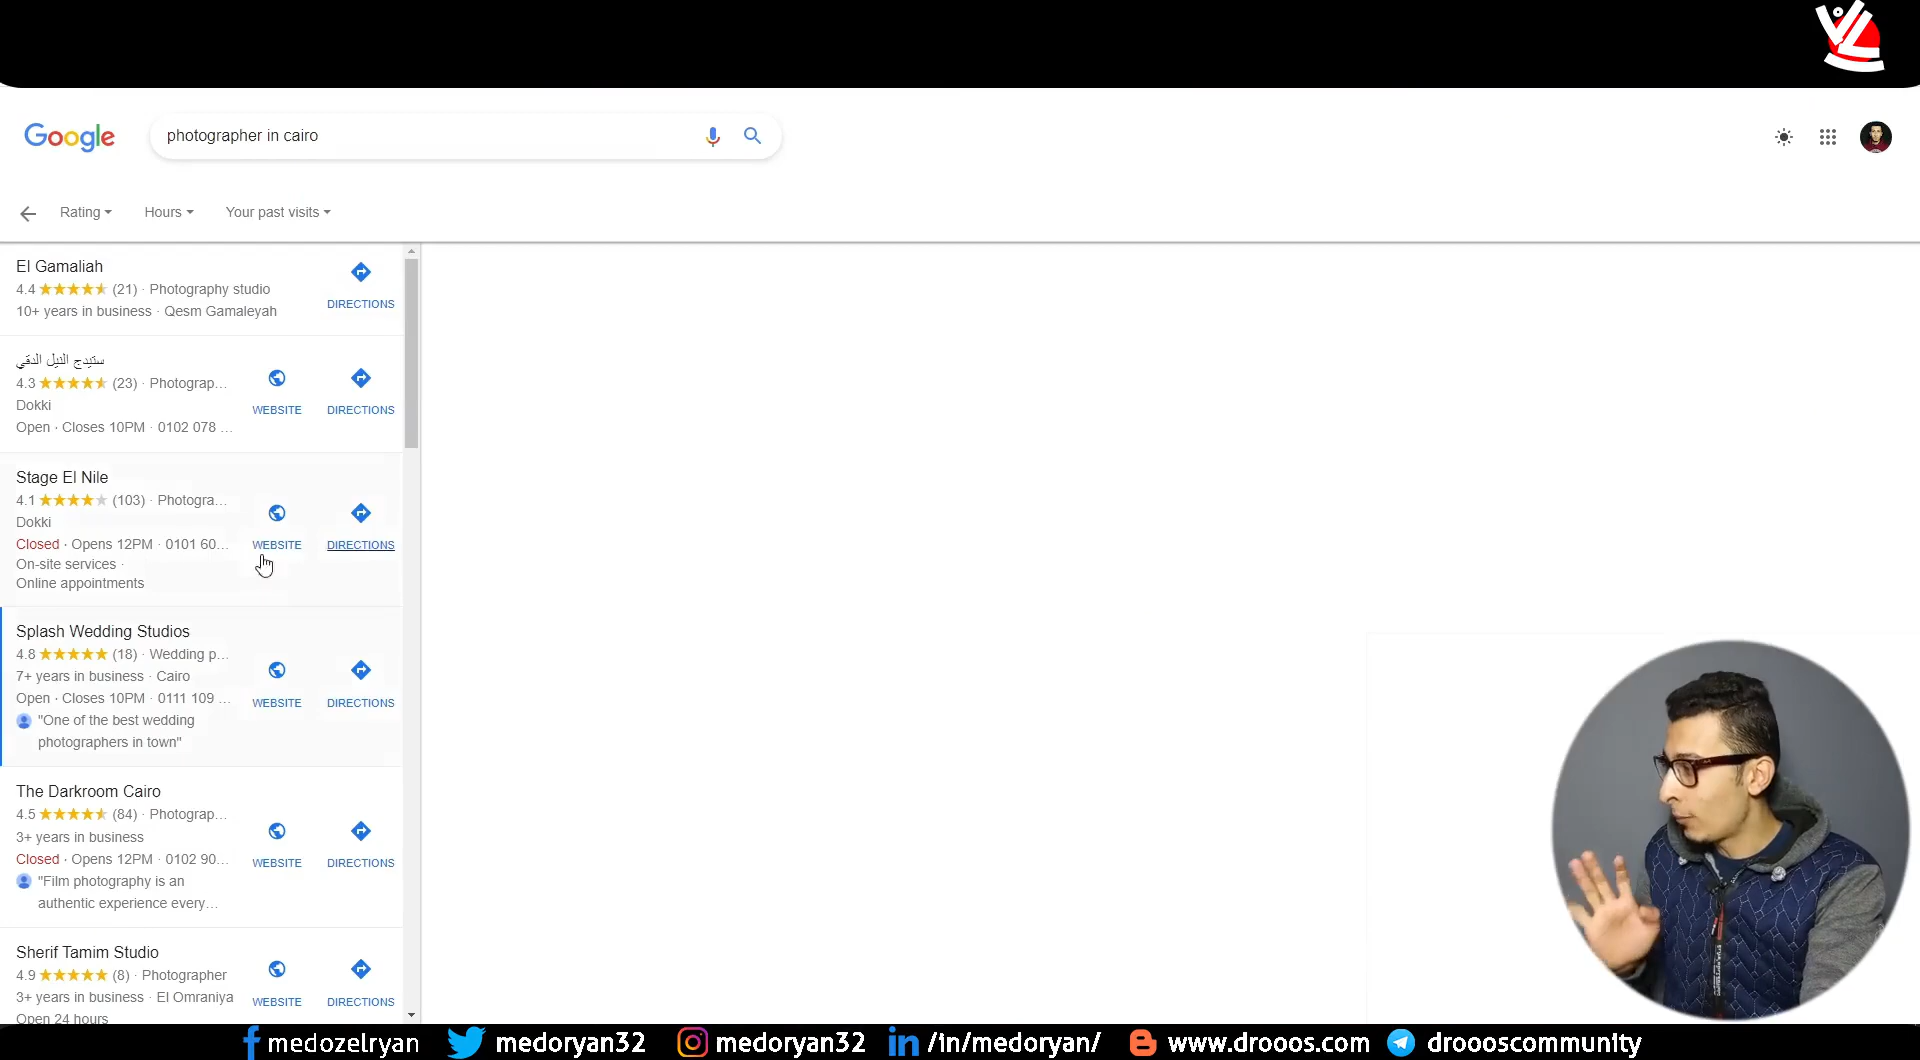 Google
photographer in cairo
Rating
Hours
Your past visits
El Gamaliah
4.4 (21) · Photography studio
10+ years in business · Qesm Gamaleyah
DIRECTIONS
ستيدج النيل الدقي
4.3 (23) · Photograp...
Dokki
Open · Closes 10PM · 0102 078 ...
WEBSITE
DIRECTIONS
Stage El Nile
4.1 (103) · Photogra...
Dokki
Closed · Opens 12PM · 0101 60...
On-site services ·
Online appointments
WEBSITE
DIRECTIONS
Splash Wedding Studios
4.8 (18) · Wedding p...
7+ years in business · Cairo
Open · Closes 10PM · 0111 109 ...
"One of the best wedding
photographers in town"
WEBSITE
DIRECTIONS
The Darkroom Cairo
4.5 (84) · Photograp...
3+ years in business
Closed · Opens 12PM · 0102 90...
"Film photography is an
authentic experience every...
WEBSITE
DIRECTIONS
Sherif Tamim Studio
4.9 (8) · Photographer
3+ years in business · El Omraniya
Open 24 hours
WEBSITE
DIRECTIONS
medozelryan medoryan32 medoryan32 /in/medoryan/ www.drooos.com droooscommunity